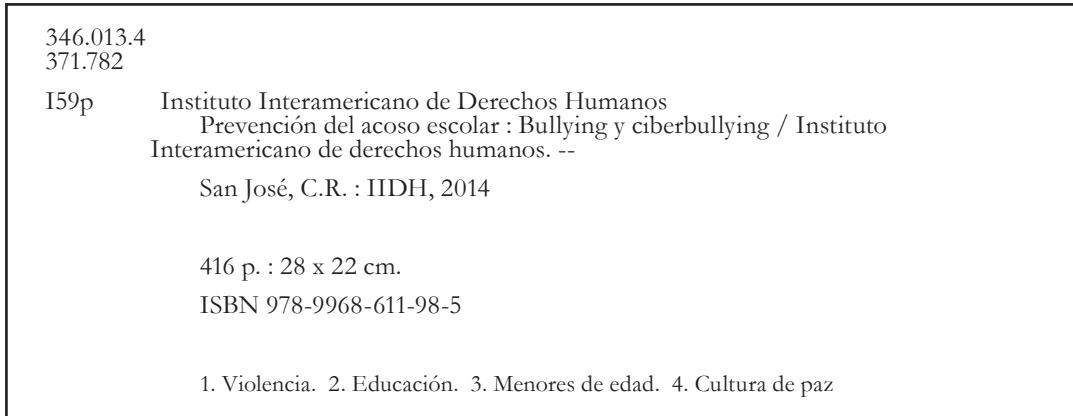 346.013.4
371.782
I59p Instituto Interamericano de Derechos Humanos
Prevención del acoso escolar : Bullying y ciberbullying / Instituto
Interamericano de derechos humanos. --
San José, C.R. : IIDH, 2014
416 p. : 28 x 22 cm.
ISBN 978-9968-611-98-5
1. Violencia. 2. Educación. 3. Menores de edad. 4. Cultura de paz